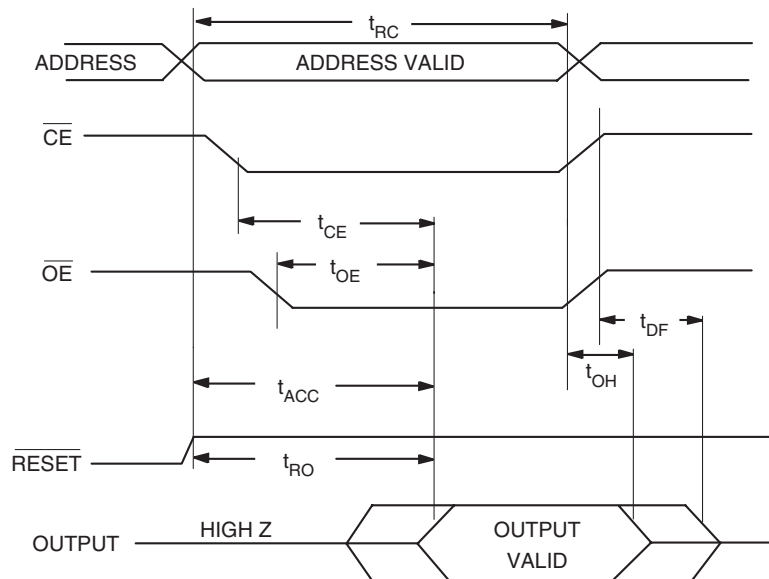 tRC
ADDRESS
ADDRESS VALID
CE
tCE
OE
tOE
tDF
tOH
tACC
RESET
tRO
OUTPUT
HIGH Z
OUTPUT
VALID